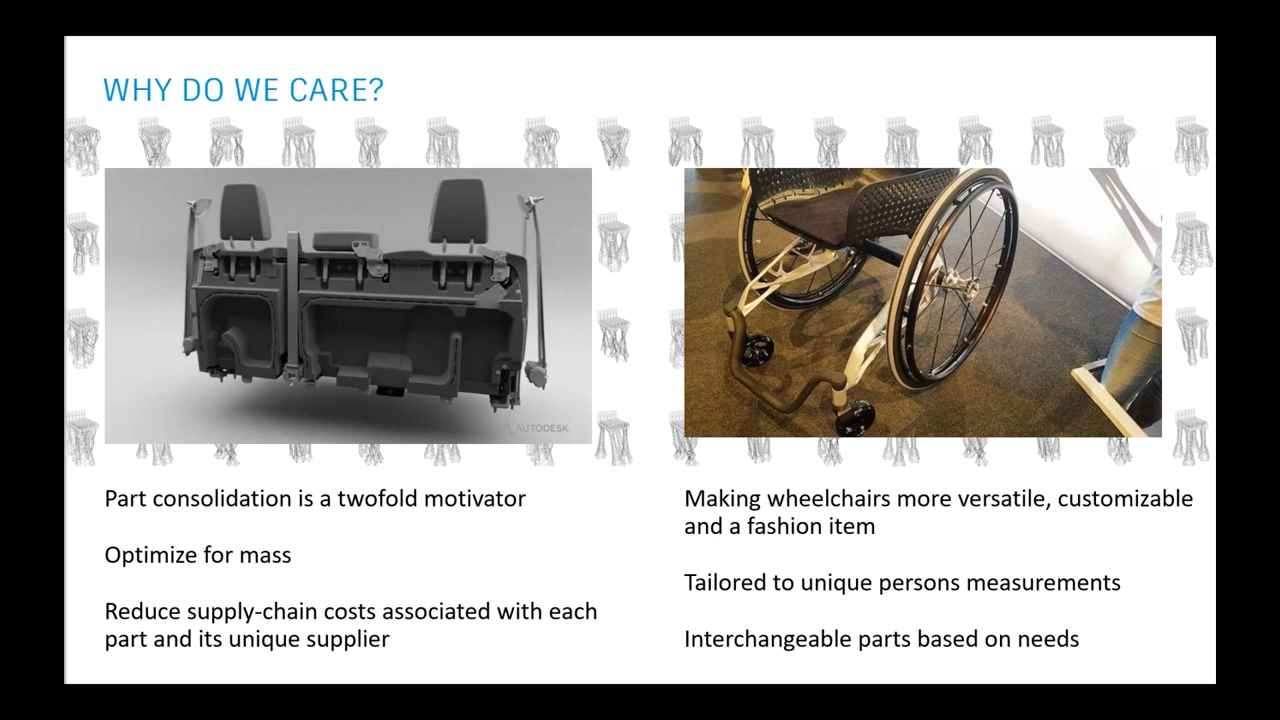 WHY DO WE CARE?
AUTODESK.
Part consolidation is a twofold motivator
Optimize for mass
Reduce supply-chain costs associated with each
part and its unique supplier
Making wheelchairs more versatile, customizable
and a fashion item
Tailored to unique persons measurements
Interchangeable parts based on needs